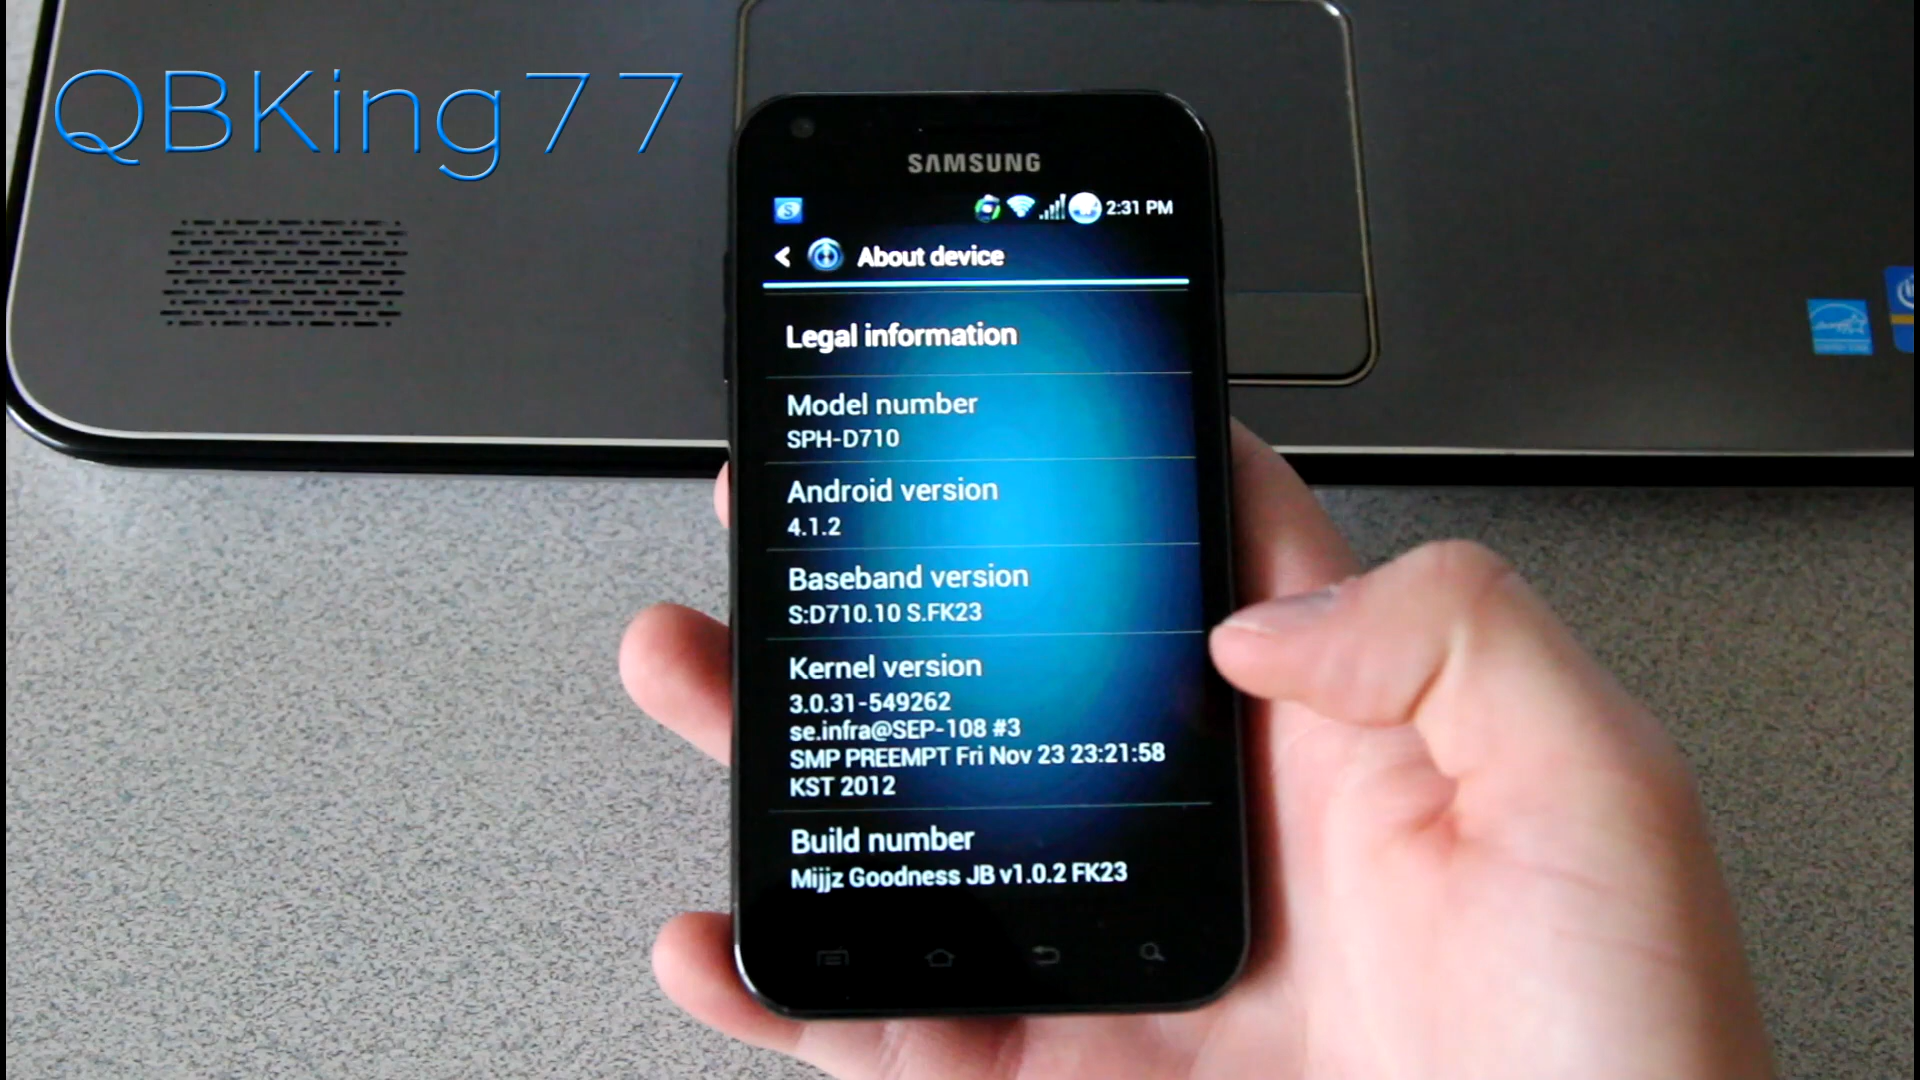 QBKing77
SAMSUNG
2:31 PM
About device
Legal information
Model number
SPH-D710
Android version
4.1.2
Baseband version
S:D710.10 S.FK23
Kernel version
3.0.31-549262
se.infra@SEP-108 #3
SMP PREEMPT Fri Nov 23 23:21:58
KST 2012
Build number
Mijjz Goodness JB v1.0.2 FK23